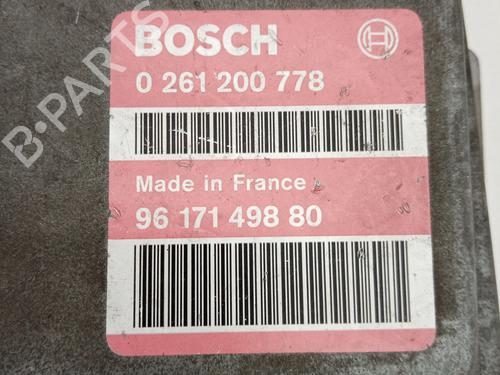 BOSCH
0 261 200 778
Made in France
96 171 498 80
B-PARTS